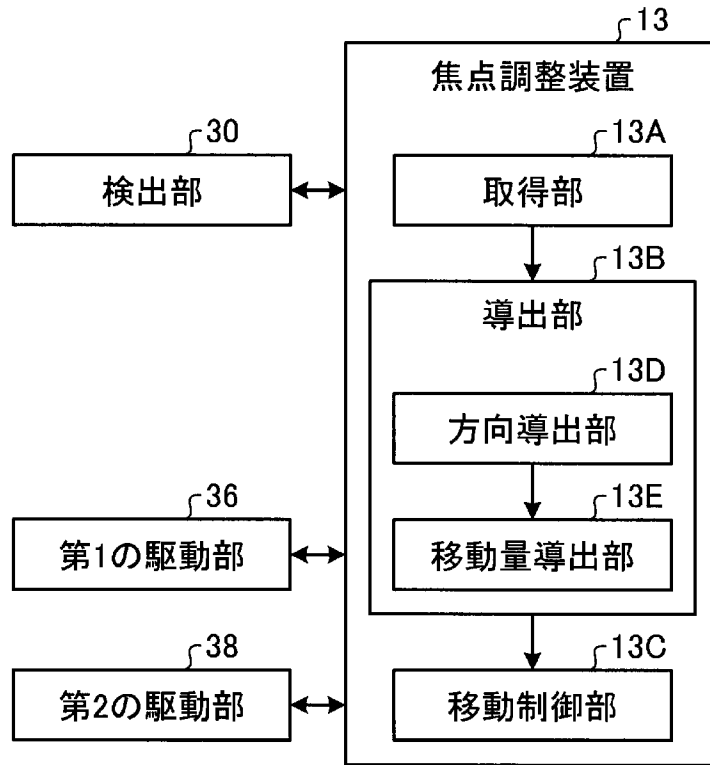 13
焦点調整装置
30
検出部
13A
取得部
13B
導出部
13D
方向導出部
36
第1の駆動部
13E
移動量導出部
38
第2の駆動部
13C
移動制御部